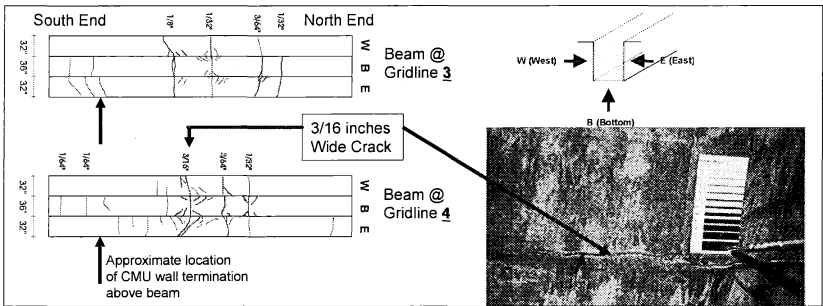 South End
North End
1/8"
1/32"
3/64"
1/32"
32"
36"
32"
W
B
E
Beam @
Gridline 3
W (West)
E (East)
B (Bottom)
3/16 inches
Wide Crack
1/64"
1/64"
3/16"
3/64"
1/32"
32"
36"
32"
W
B
E
Beam @
Gridline 4
Approximate location
of CMU wall termination
above beam